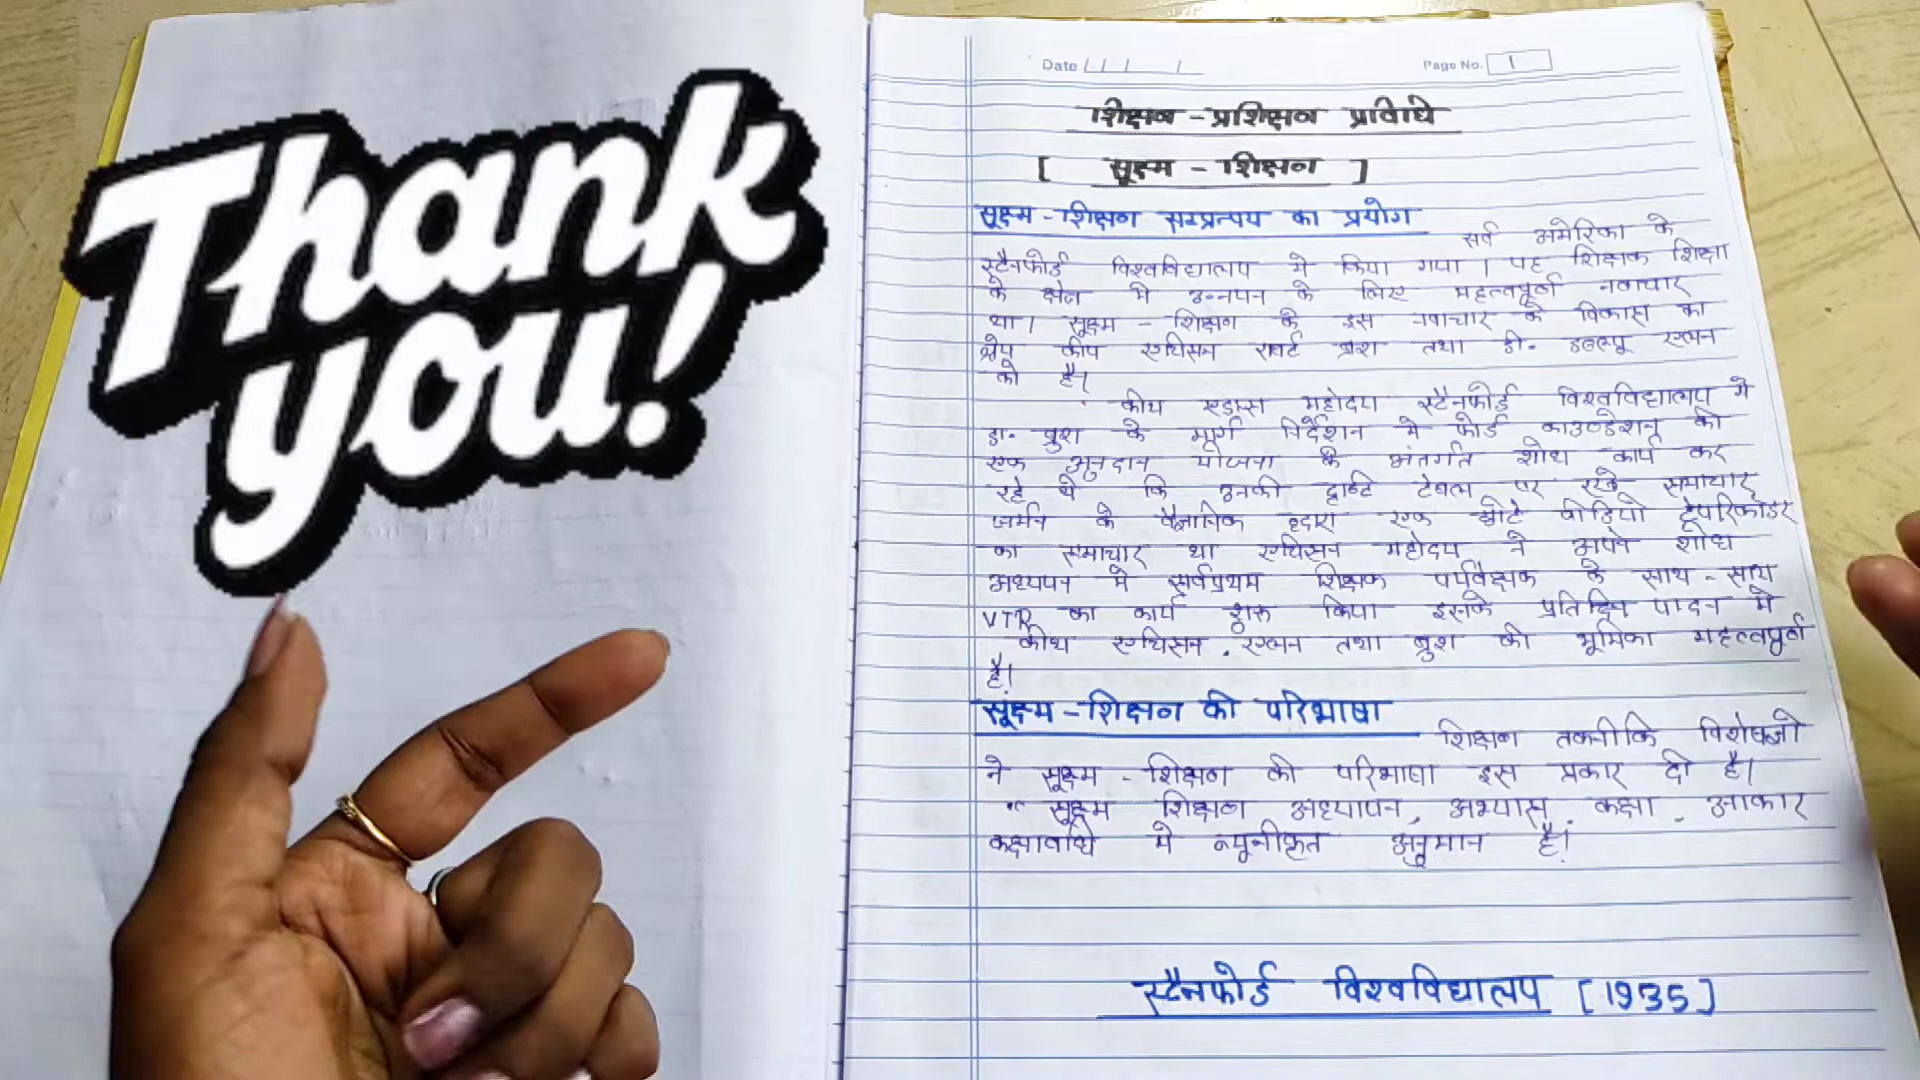 Thank
you!
Date
Page No. 1
शिक्षण - प्रशिक्षण प्रविधि
[ सूक्ष्म - शिक्षण ]
सूक्ष्म - शिक्षण सम्प्रत्यय का प्रयोग
सर्व अमेरिका के
स्टैनफोर्ड विश्वविद्यालय मे किया गया । यह शिक्षक शिक्षा
के क्षेत्र मे उन्नयन के लिए महत्वपूर्ण नवाचार
था । सूक्ष्म - शिक्षण के इस नवाचार के विकास का
श्रेय कीथ एचिसन राबर्ट बुश तथा डी. डबल्यू एलन
को है।
कीथ महोदय स्टैनफोर्ड विश्वविद्यालय मे
डा. बुश के मार्ग निर्देशन मे फोर्ड फाउण्डेशन की
एक अनुदान योजना के अंतर्गत शोध कार्य कर
रहे थे कि उनकी टेबल पर रखे समाचार
जर्मन के वैज्ञानिक द्वारा एक छोटे वीडियो टेपरिकॉडर
का समाचार था एचिसन महोदय ने अपने शोध
अध्ययन मे सर्वप्रथम शिक्षक पर्यवेक्षक के साथ - साथ
VTR का कार्य शुरू किया इसके प्रतिदिन पादन मे
कीथ एचिसन . एलन तथा बुश की भूमिका महत्वपूर्ण
है।
सूक्ष्म - शिक्षण की परिभाषा
शिक्षण तकनीकि विशेषज्ञो
ने सूक्ष्म - शिक्षण की परिभाषा इस प्रकार दी है।
" सूक्ष्म शिक्षण अध्यापन, अभ्यास कक्षा - आकार
कक्षावधि मे न्यूनीकृत अनुमान है।
स्टैनफोर्ड विश्वविद्यालय [1935]